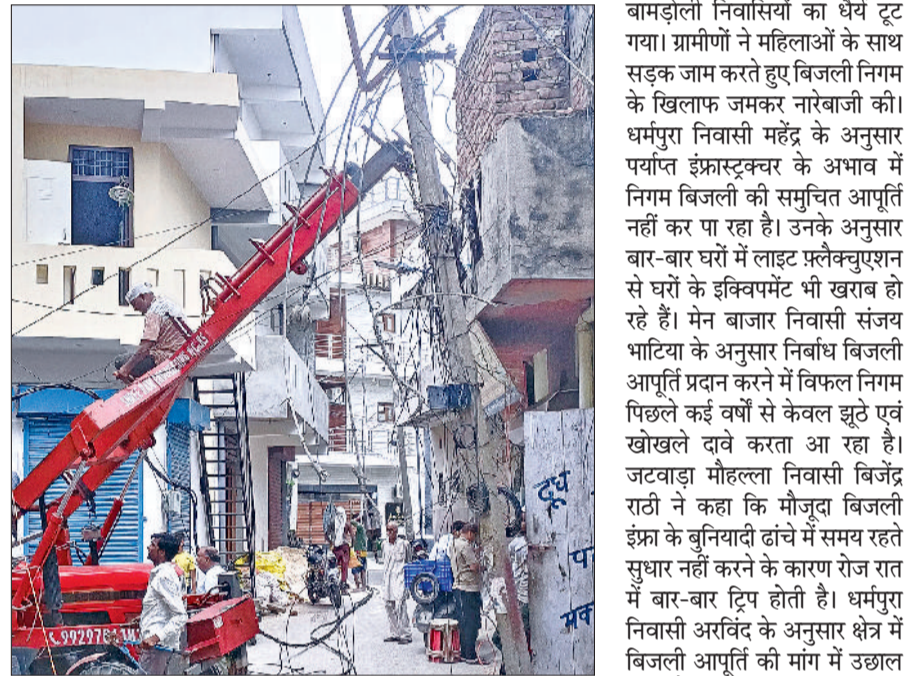 बामड़ोली निवासियों का धैर्य टूट
गया। ग्रामीणों ने महिलाओं के साथ
सड़क जाम करते हुए बिजली निगम
के खिलाफ जमकर नारेबाजी की।
धर्मपुरा निवासी महेंद्र के अनुसार
पर्याप्त इंफ्रास्ट्रक्चर के अभाव में
निगम बिजली की समुचित आपूर्ति
नहीं कर पा रहा है। उनके अनुसार
बार-बार घरों में लाइट फ़्लैक्चुएशन
से घरों के इक्विपमेंट भी खराब हो
रहे हैं। मेन बाजार निवासी संजय
भाटिया के अनुसार निर्बाध बिजली
आपूर्ति प्रदान करने में विफल निगम
पिछले कई वर्षों से केवल झूठे एवं
खोखले दावे करता आ रहा है।
जटवाड़ा मौहल्ला निवासी बिजेंद्र
राठी ने कहा कि मौजूदा बिजली
इंफ्रा के बुनियादी ढांचे में समय रहते
सुधार नहीं करने के कारण रोज रात
में बार-बार ट्रिप होती है। धर्मपुरा
निवासी अरविंद के अनुसार क्षेत्र में
बिजली आपूर्ति की मांग में उछाल
दूध